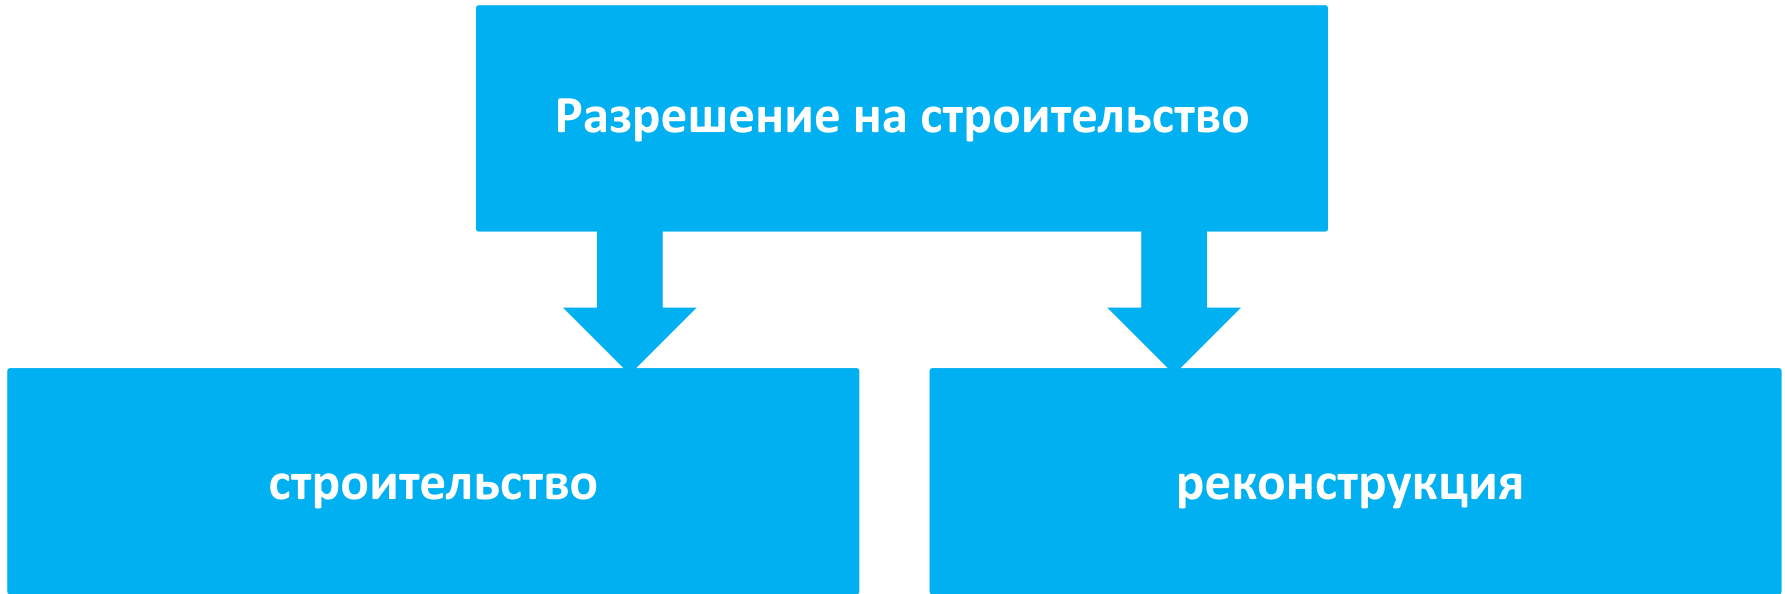 Разрешение на строительство
строительство
реконструкция